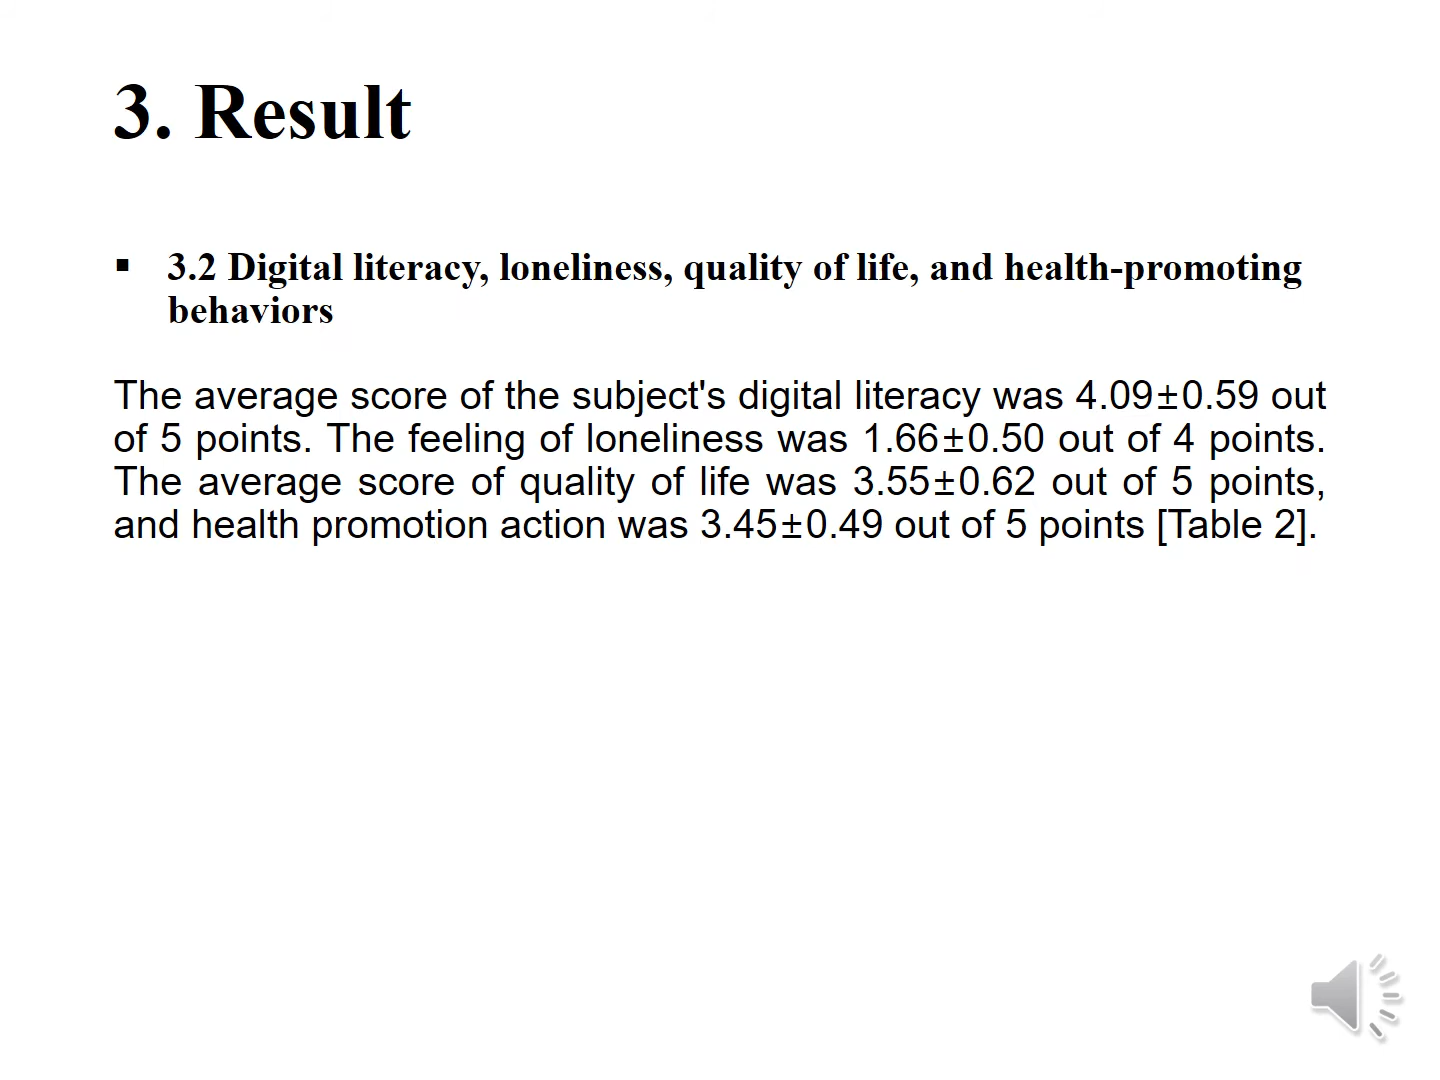 3. Result
▪ 3.2 Digital literacy, loneliness, quality of life, and health-promoting
behaviors
The average score of the subject's digital literacy was 4.09±0.59 out
of 5 points. The feeling of loneliness was 1.66±0.50 out of 4 points.
The average score of quality of life was 3.55±0.62 out of 5 points,
and health promotion action was 3.45±0.49 out of 5 points [Table 2].